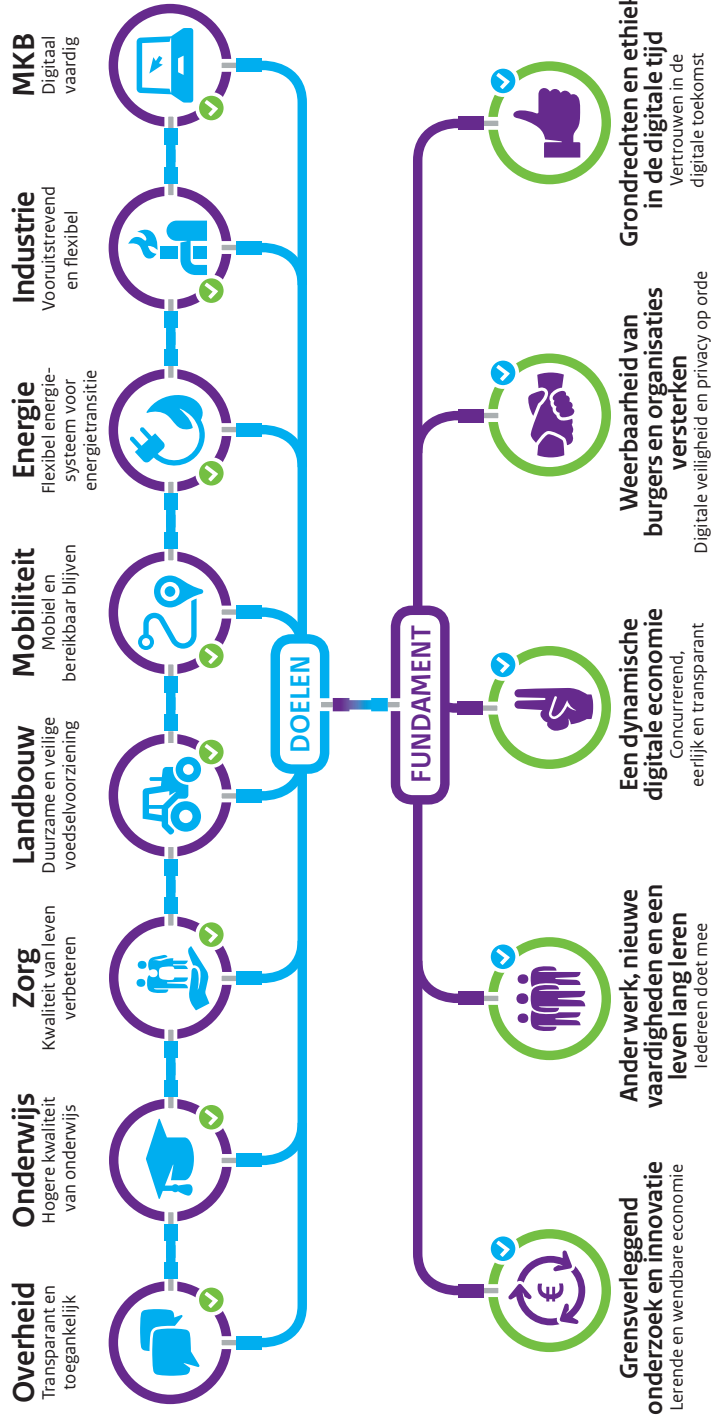 Overheid
Transparant en
toegankelijk
Onderwijs
Hogere kwaliteit
van onderwijs
Zorg
Kwaliteit van leven
verbeteren
Landbouw
Duurzame en veilige
voedselvoorziening
Mobiliteit
Mobiel en
bereikbaar blijven
Energie
Flexibel energie-
systeem voor
energietransitie
Industrie
Vooruitstrevend
en flexibel
MKB
Digitaal
vaardig
DOELEN
FUNDAMENT
€
Grensverleggend
onderzoek en innovatie
Lerende en wendbare economie
Ander werk, nieuwe
vaardigheden en een
leven lang leren
Iedereen doet mee
Een dynamische
digitale economie
Concurrerend,
eerlijk en transparant
Weerbaarheid van
burgers en organisaties
versterken
Digitale veiligheid en privacy op orde
Grondrechten en ethiek
in de digitale tijd
Vertrouwen in de
digitale toekomst